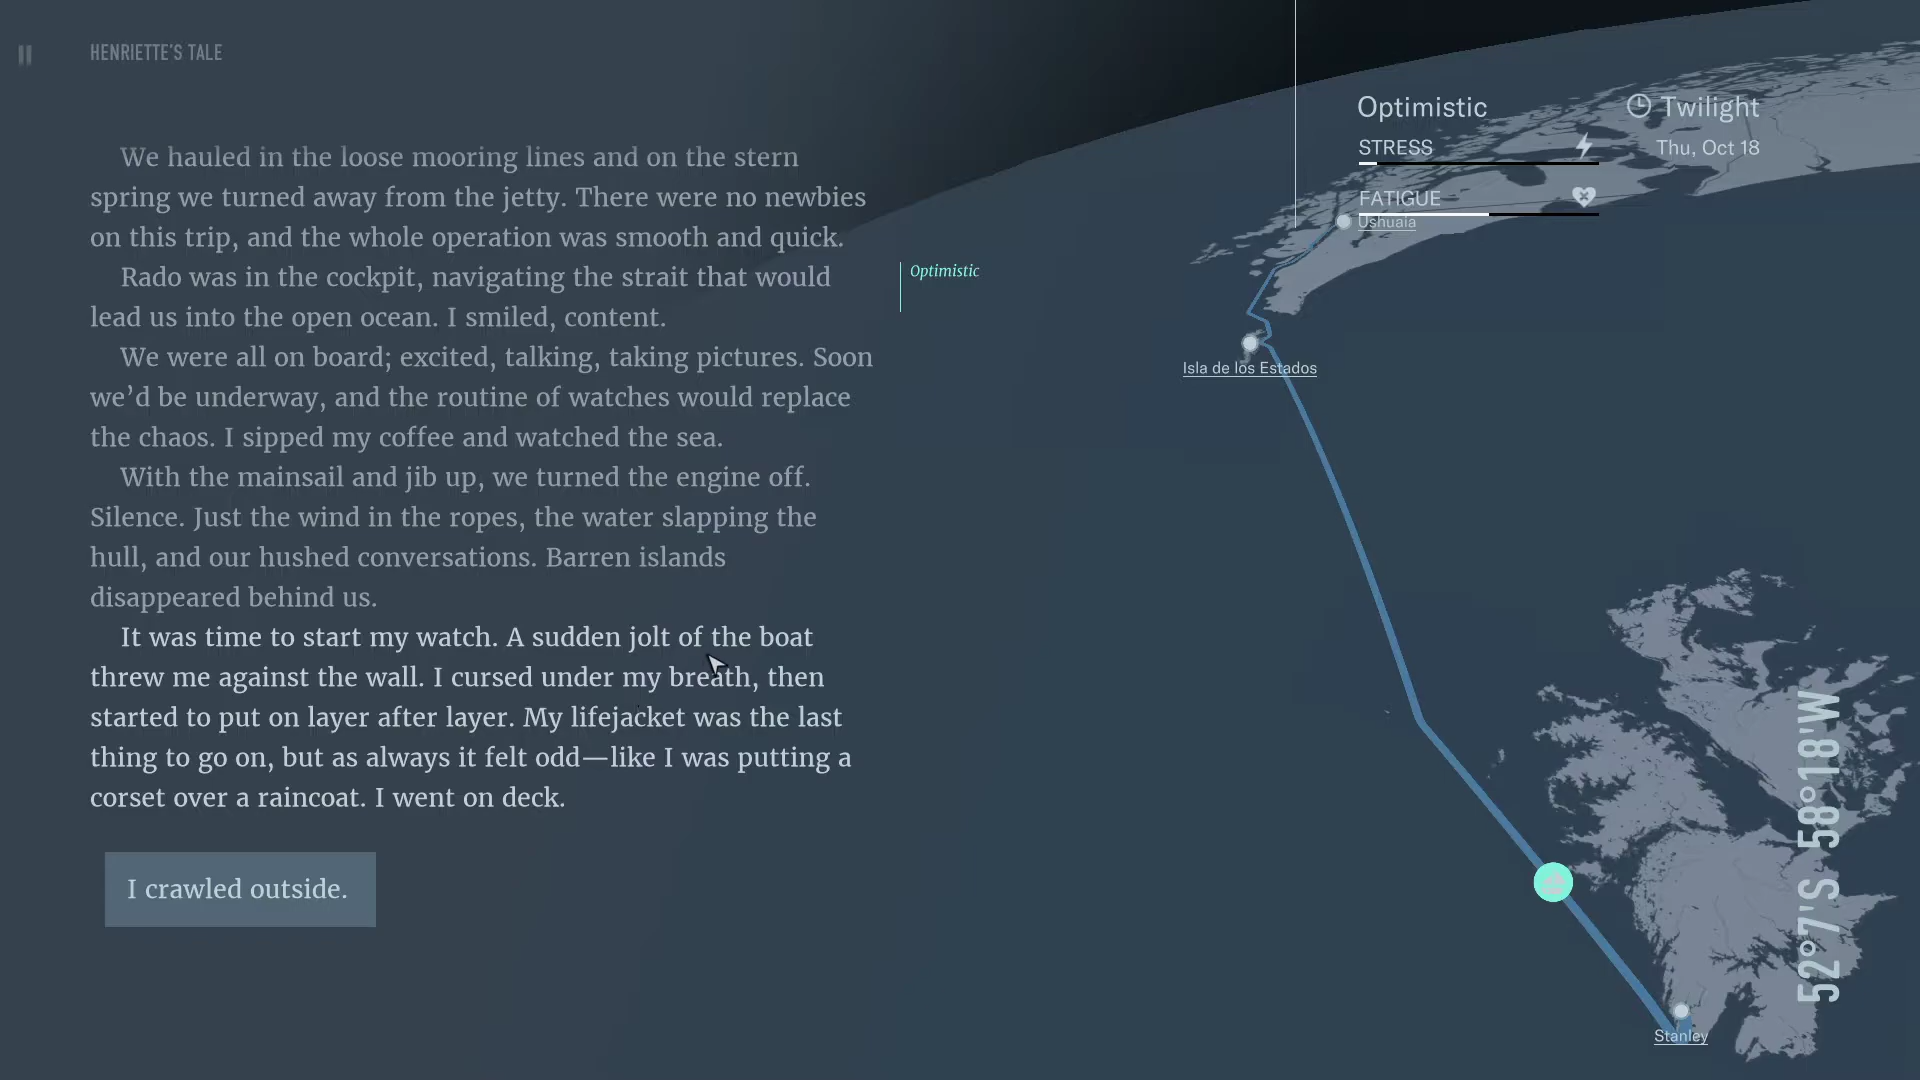 HENRIETTE'S TALE
We hauled in the loose mooring lines and on the stern
spring we turned away from the jetty. There were no newbies
on this trip, and the whole operation was smooth and quick.
Rado was in the cockpit, navigating the strait that would
lead us into the open ocean. I smiled, content.
We were all on board; excited, talking, taking pictures. Soon
we’d be underway, and the routine of watches would replace
the chaos. I sipped my coffee and watched the sea.
With the mainsail and jib up, we turned the engine off.
Silence. Just the wind in the ropes, the water slapping the
hull, and our hushed conversations. Barren islands
disappeared behind us.
It was time to start my watch. A sudden jolt of the boat
threw me against the wall. I cursed under my breath, then
started to put on layer after layer. My lifejacket was the last
thing to go on, but as always it felt odd—like I was putting a
corset over a raincoat. I went on deck.
I crawled outside.
Optimistic
Optimistic
Twilight
STRESS
Thu, Oct 18
FATIGUE
Ushuaia
Isla de los Estados
Stanley
52°7'S 58°18'W